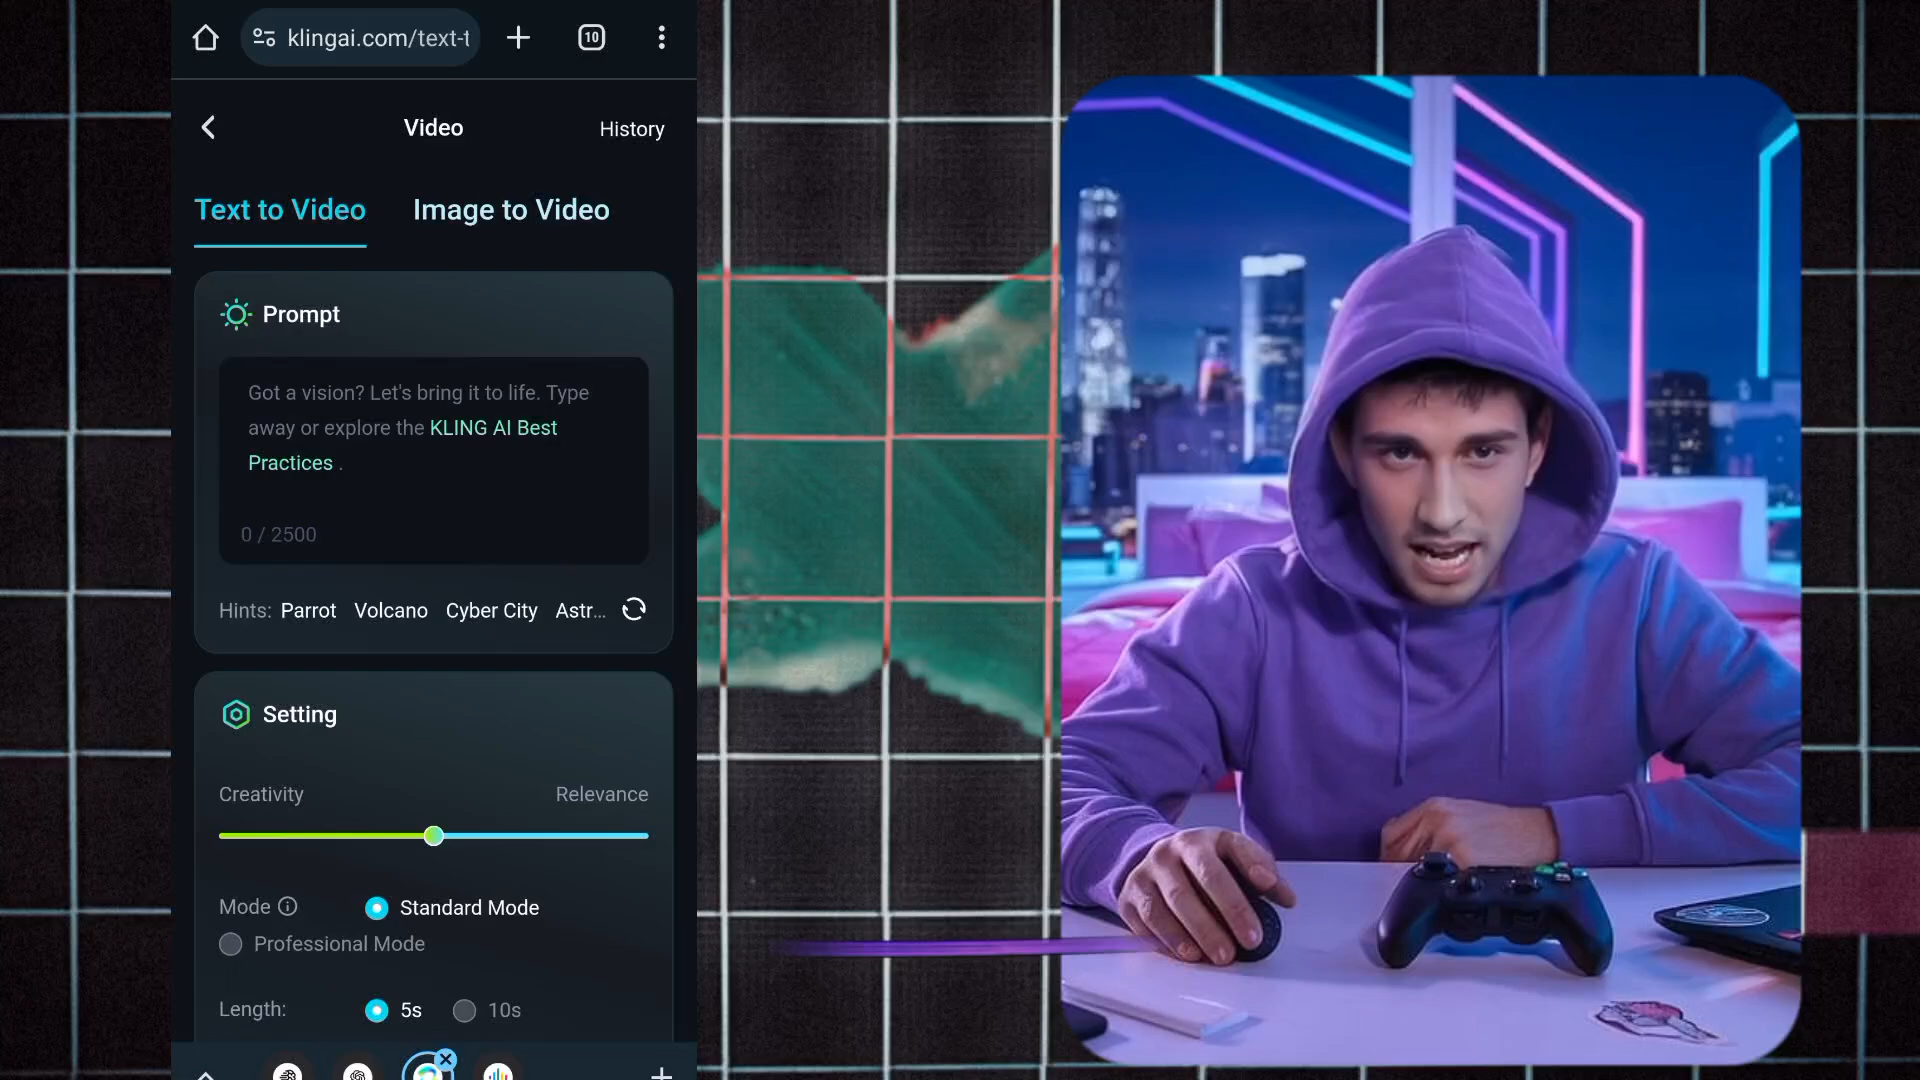 klingai.com/text-t
10
Video
History
Text to Video
Image to Video
Prompt
Got a vision? Let's bring it to life. Type
away or explore the KLING AI Best
Practices .
0 / 2500
Hints: Parrot Volcano Cyber City Astr...
Setting
Creativity
Relevance
Mode
Standard Mode
Professional Mode
Length:
5s
10s